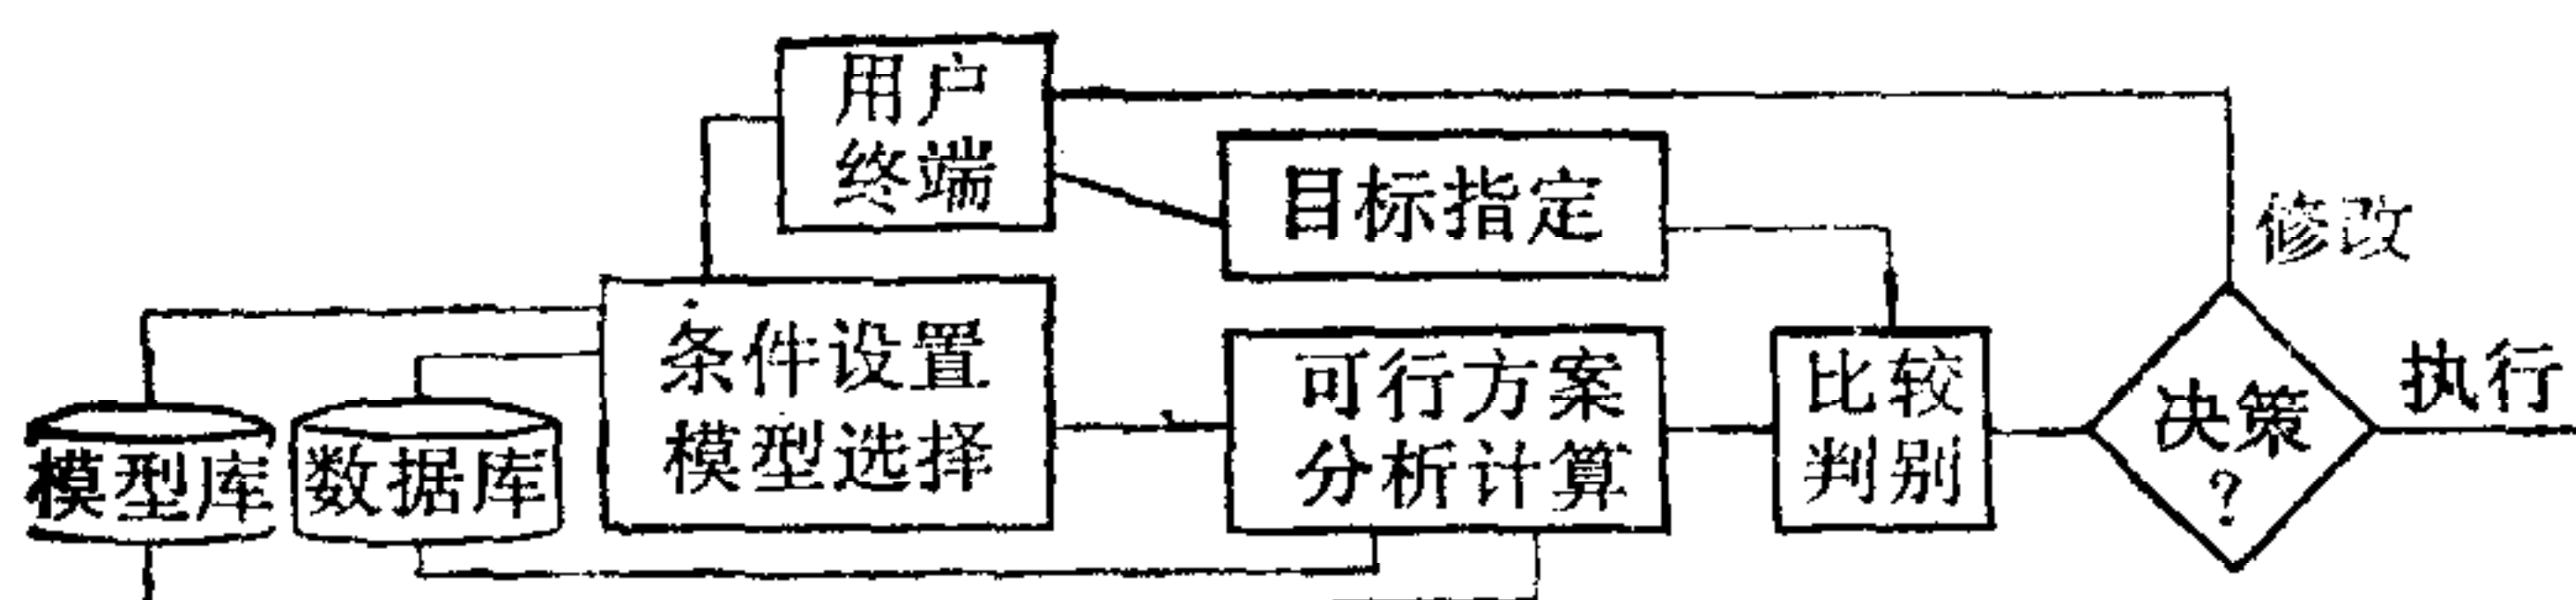 用户
终端
目标指定
修改
条件设置
模型选择
可行方案
分析计算
比较
判别
决策
?
执行
模型库
数据库